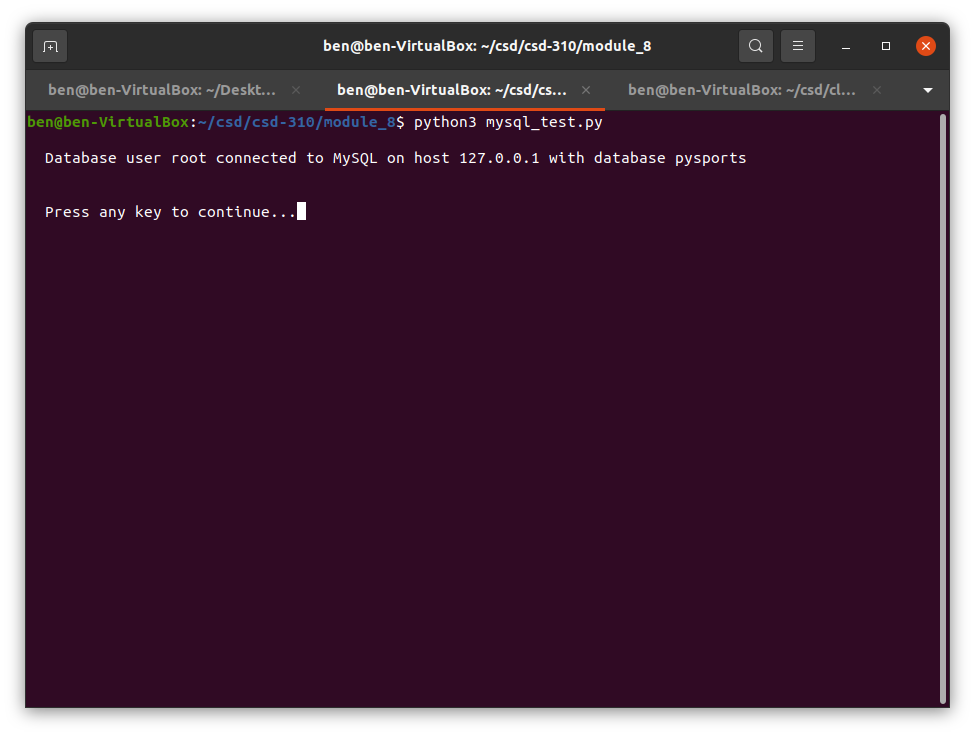 ben@ben-VirtualBox: ~/csd/csd-310/module_8
ben@ben-VirtualBox: ~/Deskt...
ben@ben-VirtualBox: ~/csd/cs...
ben@ben-VirtualBox: ~/csd/cl...
ben@ben-VirtualBox:~/csd/csd-310/module_8$ python3 mysql_test.py
Database user root connected to MySQL on host 127.0.0.1 with database pysports
Press any key to continue...